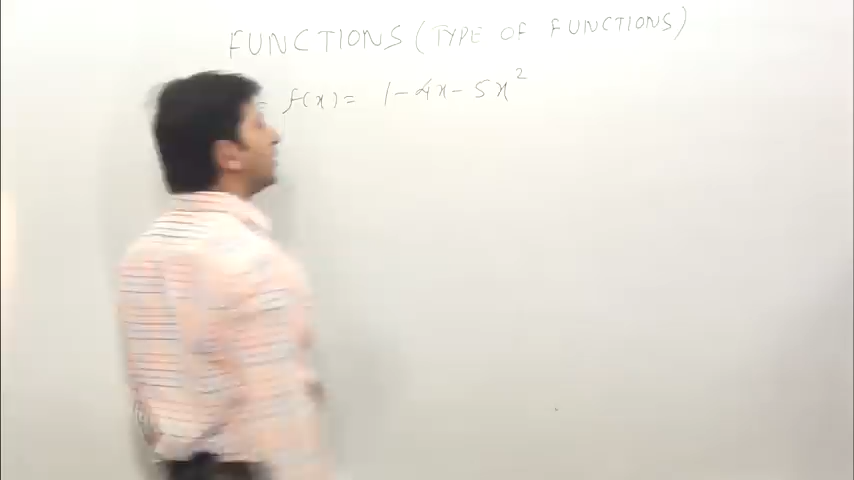 FUNCTIONS (TYPE OF FUNCTIONS)
= f(x) = 1 - 4x - 5x²